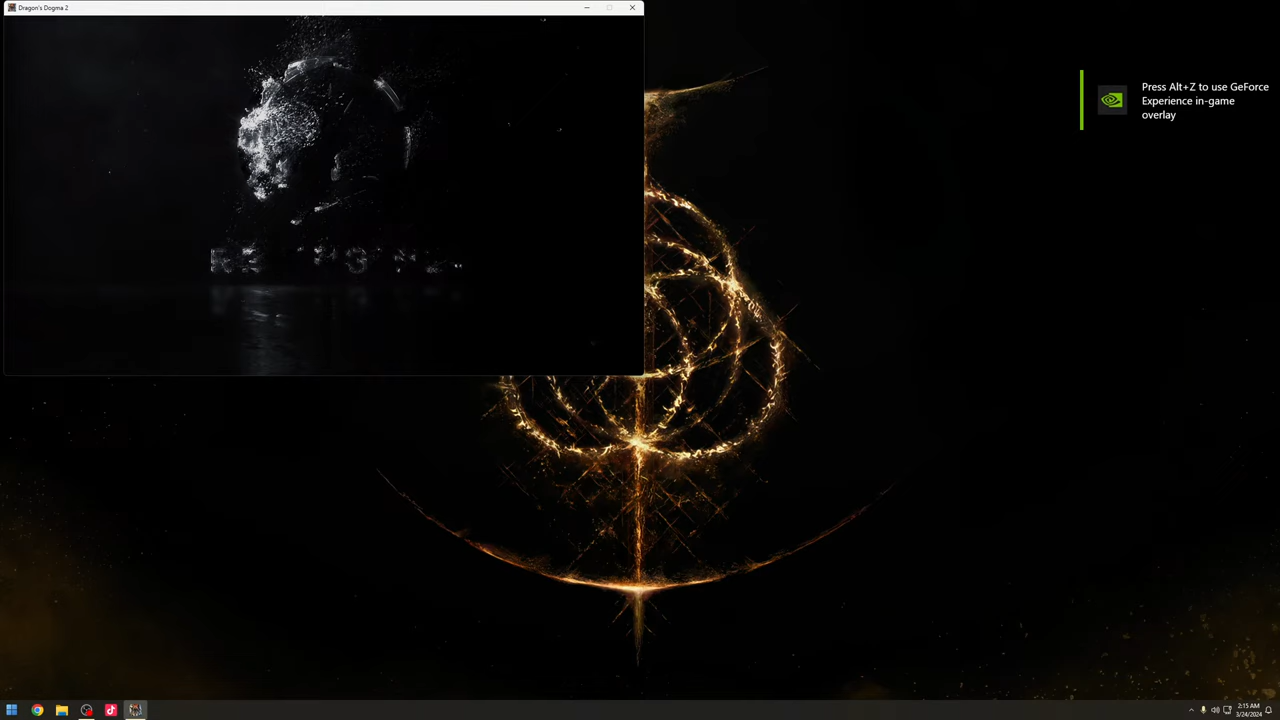 Dragon's Dogma 2
Press Alt+Z to use GeForce
Experience in-game
overlay
2:15 AM
3/24/2024